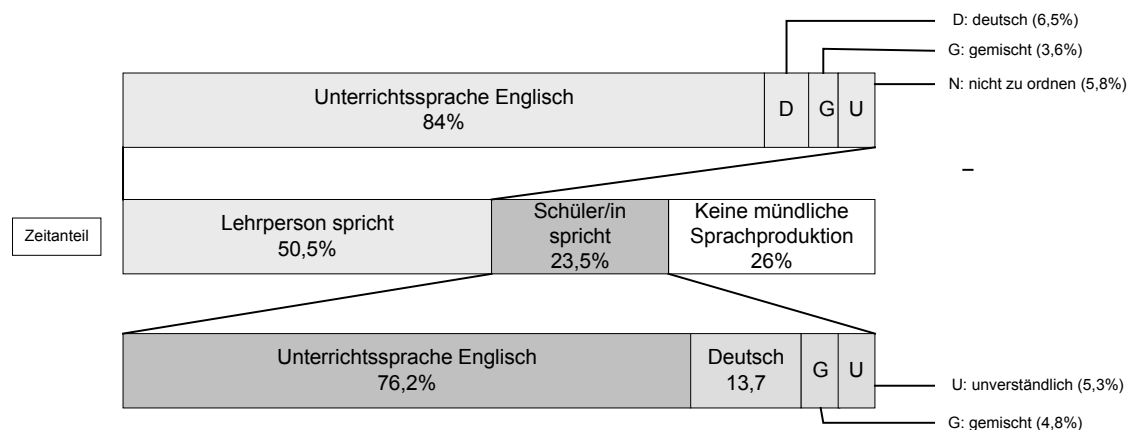 D: deutsch (6,5%)
G: gemischt (3,6%)
N: nicht zu ordnen (5,8%)
Unterrichtssprache Englisch
84%
D
G
U
–
Zeitanteil
Lehrperson spricht
50,5%
Schüler/in
spricht
23,5%
Keine mündliche
Sprachproduktion
26%
Unterrichtssprache Englisch
76,2%
Deutsch
13,7
G
U
U: unverständlich (5,3%)
G: gemischt (4,8%)